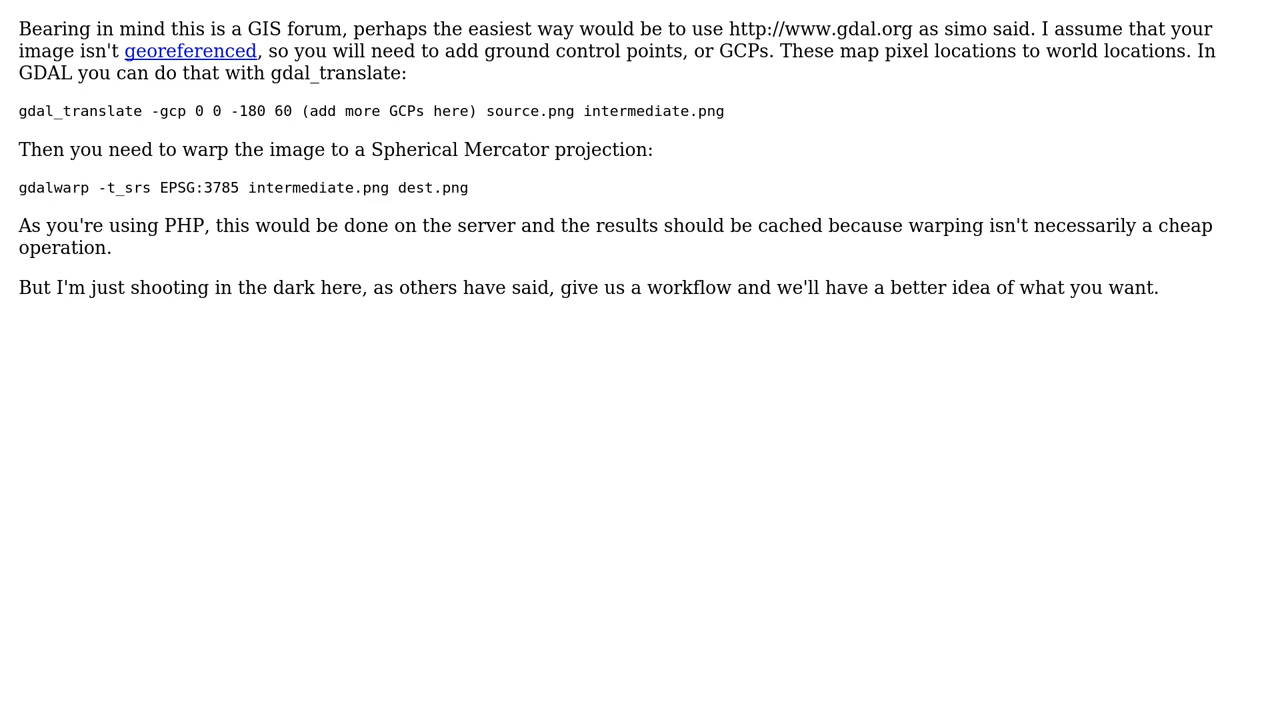 Bearing in mind this is a GIS forum, perhaps the easiest way would be to use http://www.gdal.org as simo said. I assume that your
image isn't georeferenced, so you will need to add ground control points, or GCPs. These map pixel locations to world locations. In
GDAL you can do that with gdal_translate:
gdal_translate -gcp 0 0 -180 60 (add more GCPs here) source.png intermediate.png
Then you need to warp the image to a Spherical Mercator projection:
gdalwarp -t_srs EPSG:3785 intermediate.png dest.png
As you're using PHP, this would be done on the server and the results should be cached because warping isn't necessarily a cheap
operation.
But I'm just shooting in the dark here, as others have said, give us a workflow and we'll have a better idea of what you want.